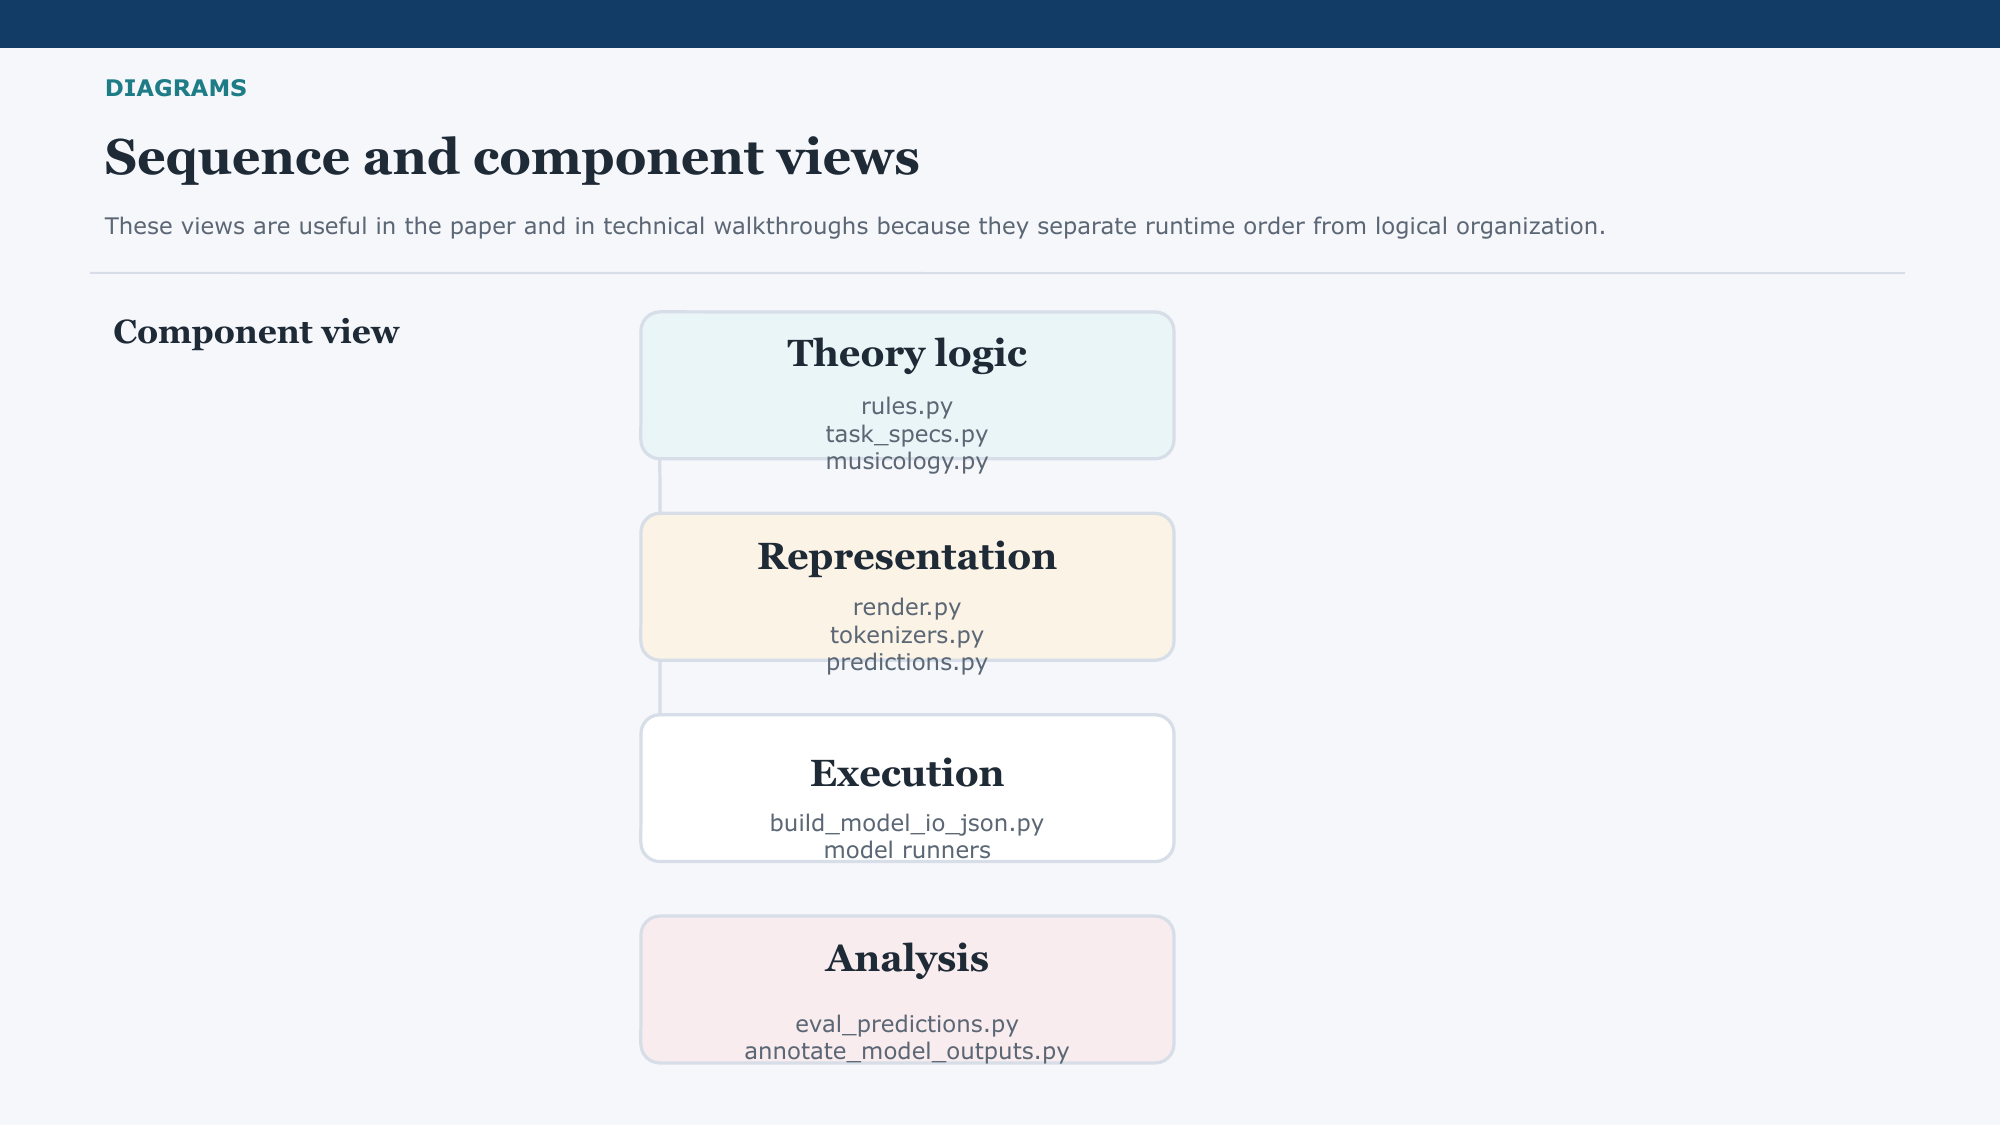 DIAGRAMS
Sequence and component views
These views are useful in the paper and in technical walkthroughs because they separate runtime order from logical organization.
Component view
Theory logic
rules.py
task_specs.py
musicology.py
Representation
render.py
tokenizers.py
predictions.py
Execution
build_model_io_json.py
model runners
Analysis
eval_predictions.py
annotate_model_outputs.py